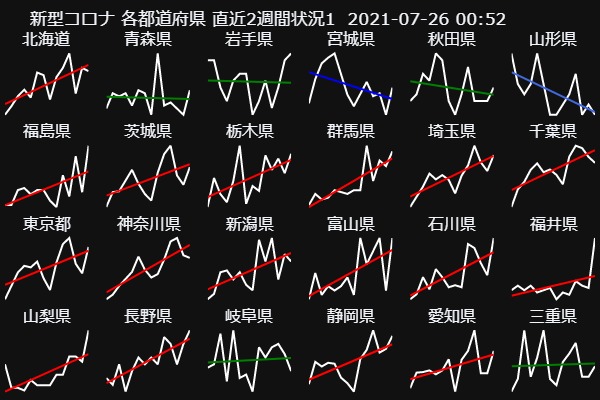 新型コロナ 各都道府県 直近2週間状況1 2021-07-26 00:52
北海道 青森県 岩手県 宮城県 秋田県 山形県
福島県 茨城県 栃木県 群馬県 埼玉県 千葉県
東京都 神奈川県 新潟県 富山県 石川県 福井県
山梨県 長野県 岐阜県 静岡県 愛知県 三重県